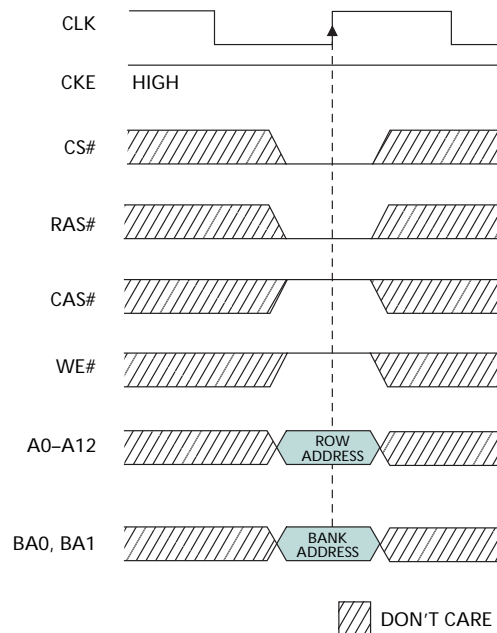 CLK
CKE HIGH
CS#
RAS#
CAS#
WE#
A0–A12
ROW
ADDRESS
BA0, BA1
BANK
ADDRESS
DON'T CARE